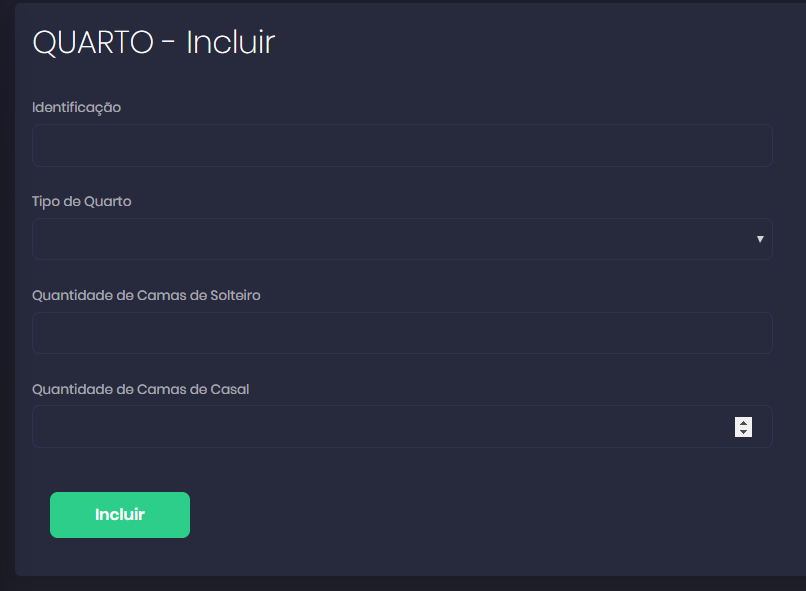 QUARTO - Incluir
Identificação
Tipo de Quarto
Quantidade de Camas de Solteiro
Quantidade de Camas de Casal
Incluir